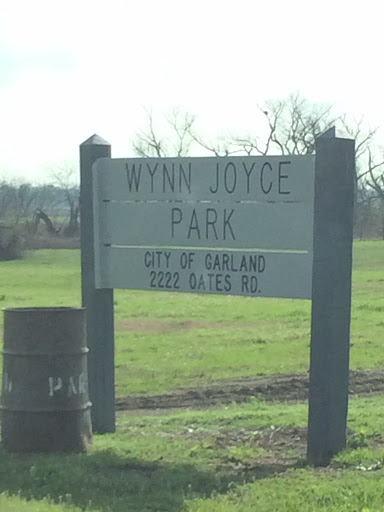 WYNN JOYCE
PARK
CITY OF GARLAND
2222 OATES RD.